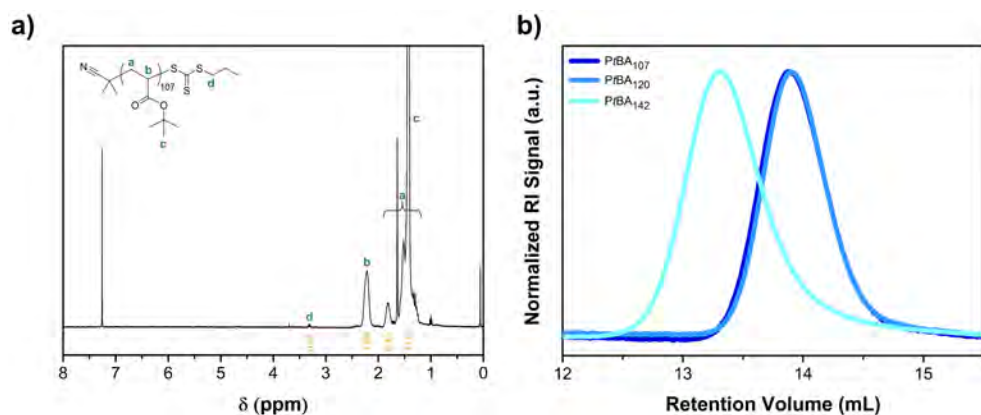 a)
N
a
b
107
S
S
S
d
O
O
c
c
a
b
d
8
7
6
5
4
3
2
1
0
δ (ppm)
b)
PtBA107
PtBA120
PtBA142
Normalized RI Signal (a.u.)
12
13
14
15
Retention Volume (mL)